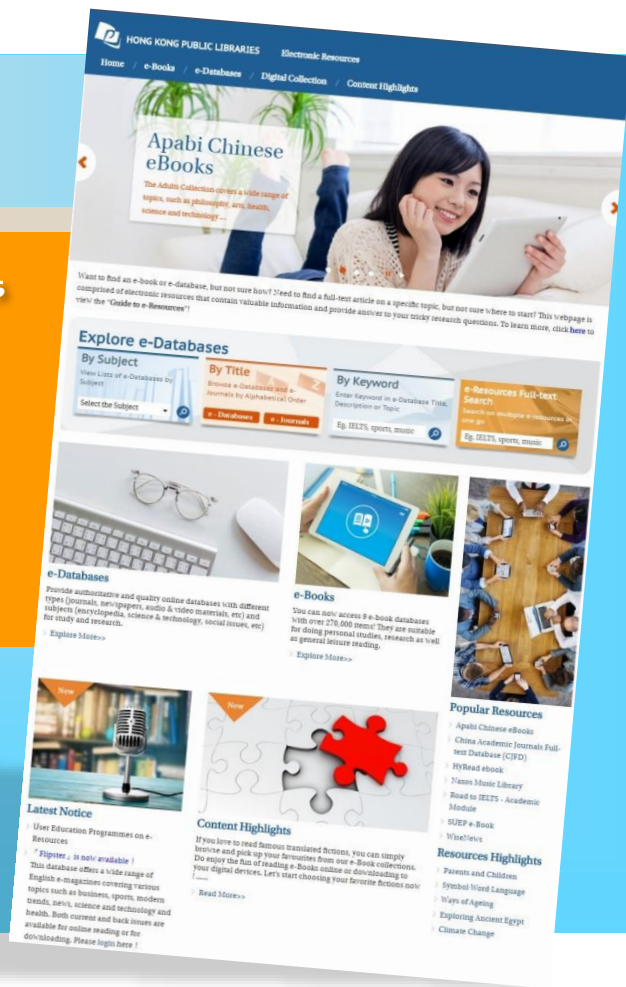 s
HONG KONG PUBLIC LIBRARIES
Electronic Resources
Home / e-Books / e-Databases / Digital Collection / Content Highlights
Apabi Chinese
eBooks
The Adults Collection covers a wide range of
topics, such as philosophy, arts, health,
science and technology ...
Want to find an e-book or e-database, but not sure how? Need to find a full-text article on a specific topic, but not sure where to start? This webpage is
comprised of electronic resources that contain valuable information and provide answer to your tricky research questions. To learn more, click here to
view the "Guide to e-Resources"!
Explore e-Databases
By Subject
View Lists of e-Databases by
Subject
Select the Subject
By Title
Browse e-Databases and e-
Journals by Alphabetical Order
e - Databases
e - Journals
By Keyword
Enter Keyword in e-Database Title,
Description or Topic
Eg. IELTS, sports, music
e-Resources Full-text
Search
Search on multiple e-resources in
one go
Eg. IELTS, sports, music
e-Databases
Provide authoritative and quality online databases with different
types (journals, newspapers, audio & video materials, etc) and
subjects (encyclopedia, science & technology, social issues, etc)
for study and research.
Explore More>>
e-Books
You can now access 9 e-book databases
with over 270,000 items! They are suitable
for doing personal studies, research as well
as general leisure reading.
Explore More>>
New
Latest Notice
User Education Programmes on e-
Resources
「Flipster」is now available !
This database offers a wide range of
English e-magazines covering various
topics such as business, sports, modern
trends, news, science and technology and
health. Both current and back issues are
available for online reading or for
downloading. Please login here !
New
Content Highlights
If you love to read famous translated fictions, you can simply
browse and pick up your favourites from our e-Book collections.
Do enjoy the fun of reading e-Books online or downloading to
your digital devices. Let's start choosing your favorite fictions now
! ......
Read More>>
Popular Resources
Apabi Chinese eBooks
China Academic Journals Full-
text Database (CJFD)
HyRead ebook
Naxos Music Library
Road to IELTS - Academic
Module
SUEP e-Book
WiseNews
Resources Highlights
Parents and Children
Symbol Word Language
Ways of Ageing
Exploring Ancient Egypt
Climate Change